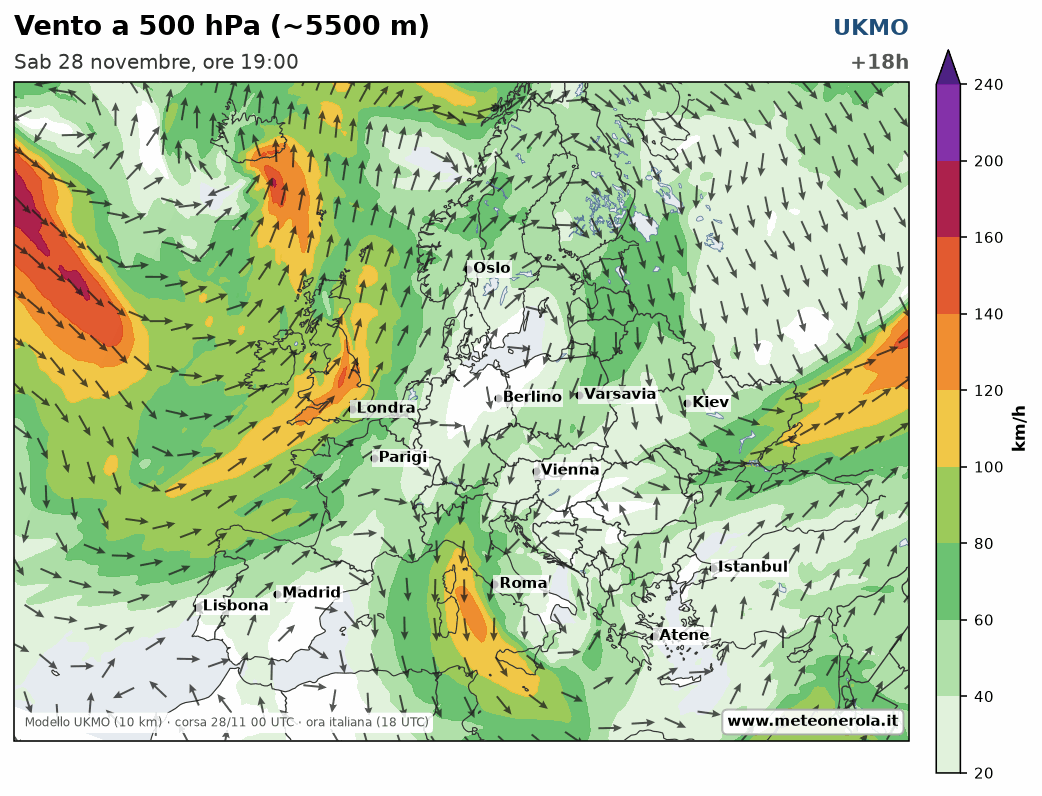 Vento a 500 hPa (~5500 m)
UKMO
Sab 28 novembre, ore 19:00
+18h
240
200
160
140
120
100
80
60
40
20
km/h
Oslo
Berlino
Varsavia
Kiev
Londra
Parigi
Vienna
Istanbul
Roma
Madrid
Lisbona
Atene
Modello UKMO (10 km) · corsa 28/11 00 UTC · ora italiana (18 UTC)
www.meteonerola.it